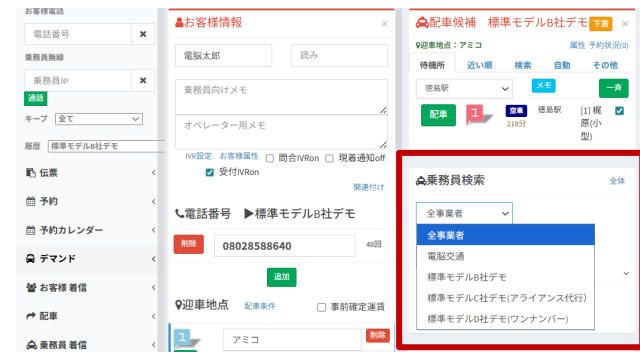 お客様電話
電話番号
乗務員無線
乗務員№
通話
キープ 全て
履歴 標準モデルB社デモ
伝票
予約
予約カレンダー
デマンド
お客様 着信
配車
乗務員 着信
お客様情報
電脳太郎 読み
乗務員向けメモ
オペレーター用メモ
IVR設定 お客様属性 問合IVRon 現着通知off
受付IVRon
関連付け
電話番号 ▶標準モデルB社デモ
削除 08028588640 48回
追加
迎車地点 配車条件 事前確定運賃
1 アミコ 削除
配車候補 標準モデルB社デモ 下書 ×
迎車地点：アミコ 属性 予約状況(0)
待機所 近い順 検索 自動 その他
徳島駅 メモ 一斉
配車 1 空車 徳島駅 [1] 梶
218分 原(小
型)
乗務員検索 全体
全事業者
全事業者
電脳交通
標準モデルB社デモ
標準モデルC社デモ(アライアンス代行)
標準モデルD社デモ(ワンナンバー)